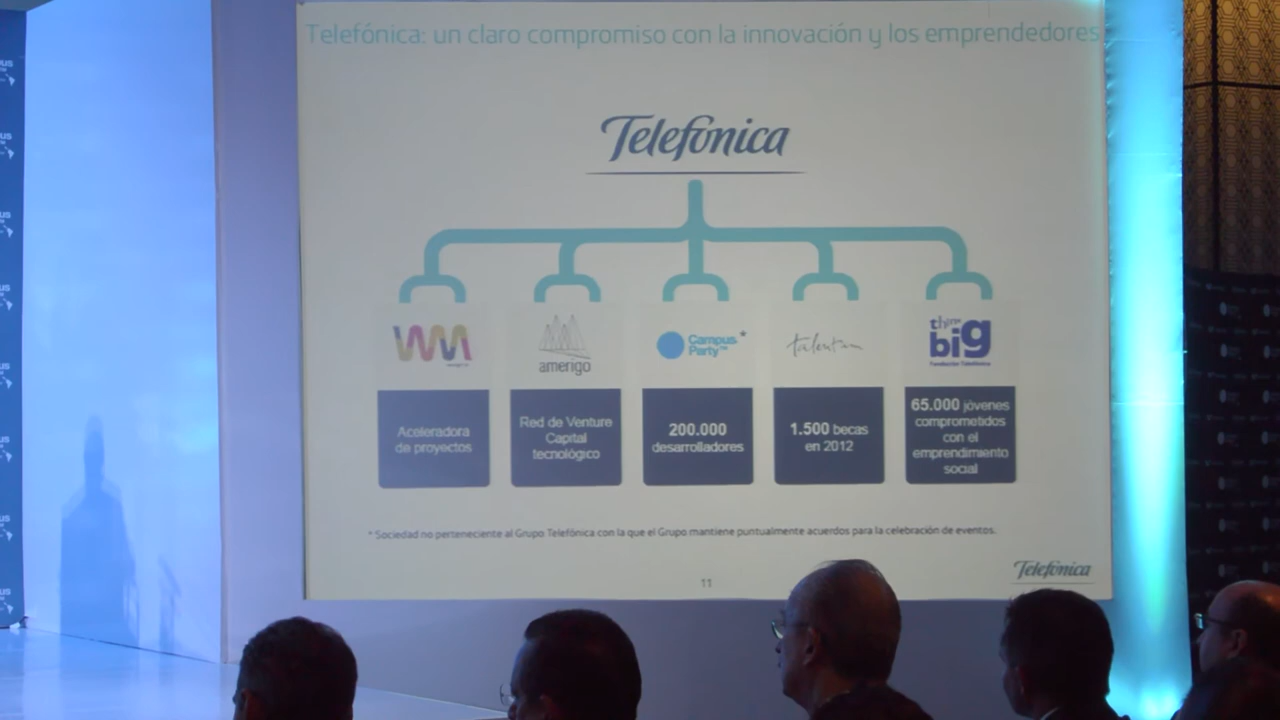 Telefónica: un claro compromiso con la innovación y los emprendedores
Telefónica
amerigo
Campus
Party™ *
talentum
think
big
Fundación Telefónica
Aceleradora
de proyectos
Red de Venture
Capital
tecnológico
200.000
desarrolladores
1.500 becas
en 2012
65.000 jóvenes
comprometidos
con el
emprendimiento
social
* Sociedad no perteneciente al Grupo Telefónica con la que el Grupo mantiene puntualmente acuerdos para la celebración de eventos.
11
Telefónica